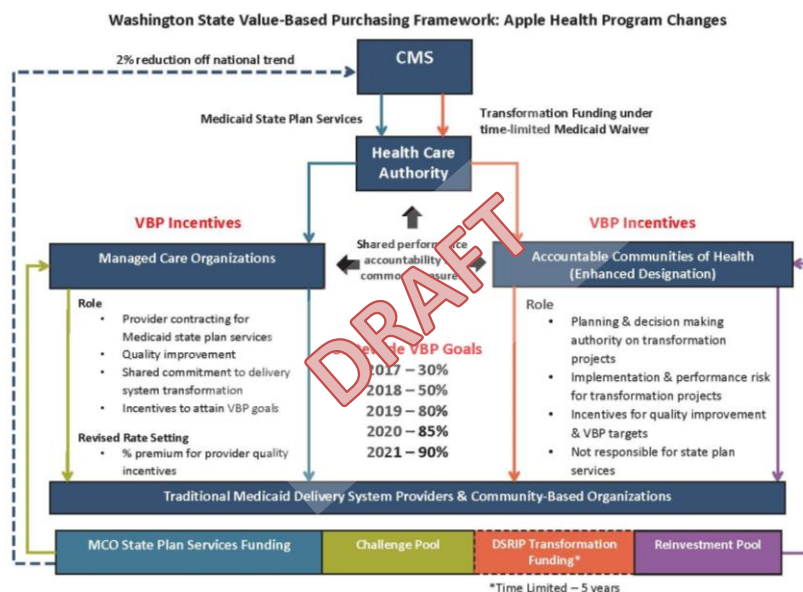 Washington State Value-Based Purchasing Framework: Apple Health Program Changes
2% reduction off national trend
CMS
Medicaid State Plan Services
Transformation Funding under
time-limited Medicaid Waiver
Health Care
Authority
VBP Incentives
VBP Incentives
Managed Care Organizations
Shared performance
accountability
common
Accountable Communities of Health
(Enhanced Designation)
Role
• Provider contracting for
Medicaid state plan services
• Quality improvement
• Shared commitment to delivery
system transformation
• Incentives to attain VBP goals
Revised Rate Setting
• % premium for provider quality
incentives
VBP Goals
2017 – 30%
2018 – 50%
2019 – 80%
2020 – 85%
2021 – 90%
Role
• Planning & decision making
authority on transformation
projects
• Implementation & performance risk
for transformation projects
• Incentives for quality improvement
& VBP targets
• Not responsible for state plan
services
DRAFT
Traditional Medicaid Delivery System Providers & Community-Based Organizations
MCO State Plan Services Funding
Challenge Pool
DSRIP Transformation
Funding*
Reinvestment Pool
*Time Limited – 5 years